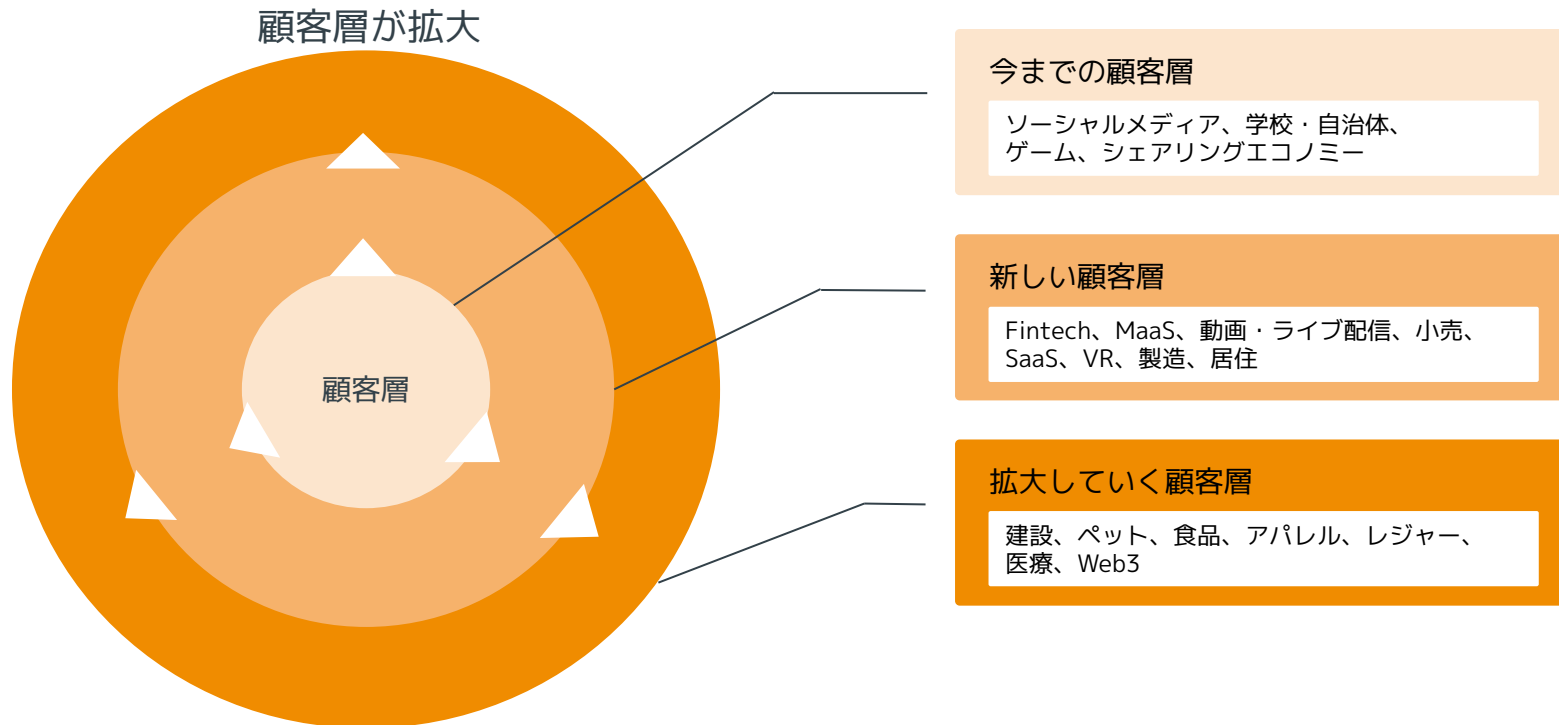 顧客層が拡大
顧客層
今までの顧客層
ソーシャルメディア、学校・自治体、
ゲーム、シェアリングエコノミー
新しい顧客層
Fintech、MaaS、動画・ライブ配信、小売、
SaaS、VR、製造、居住
拡大していく顧客層
建設、ペット、食品、アパレル、レジャー、
医療、Web3